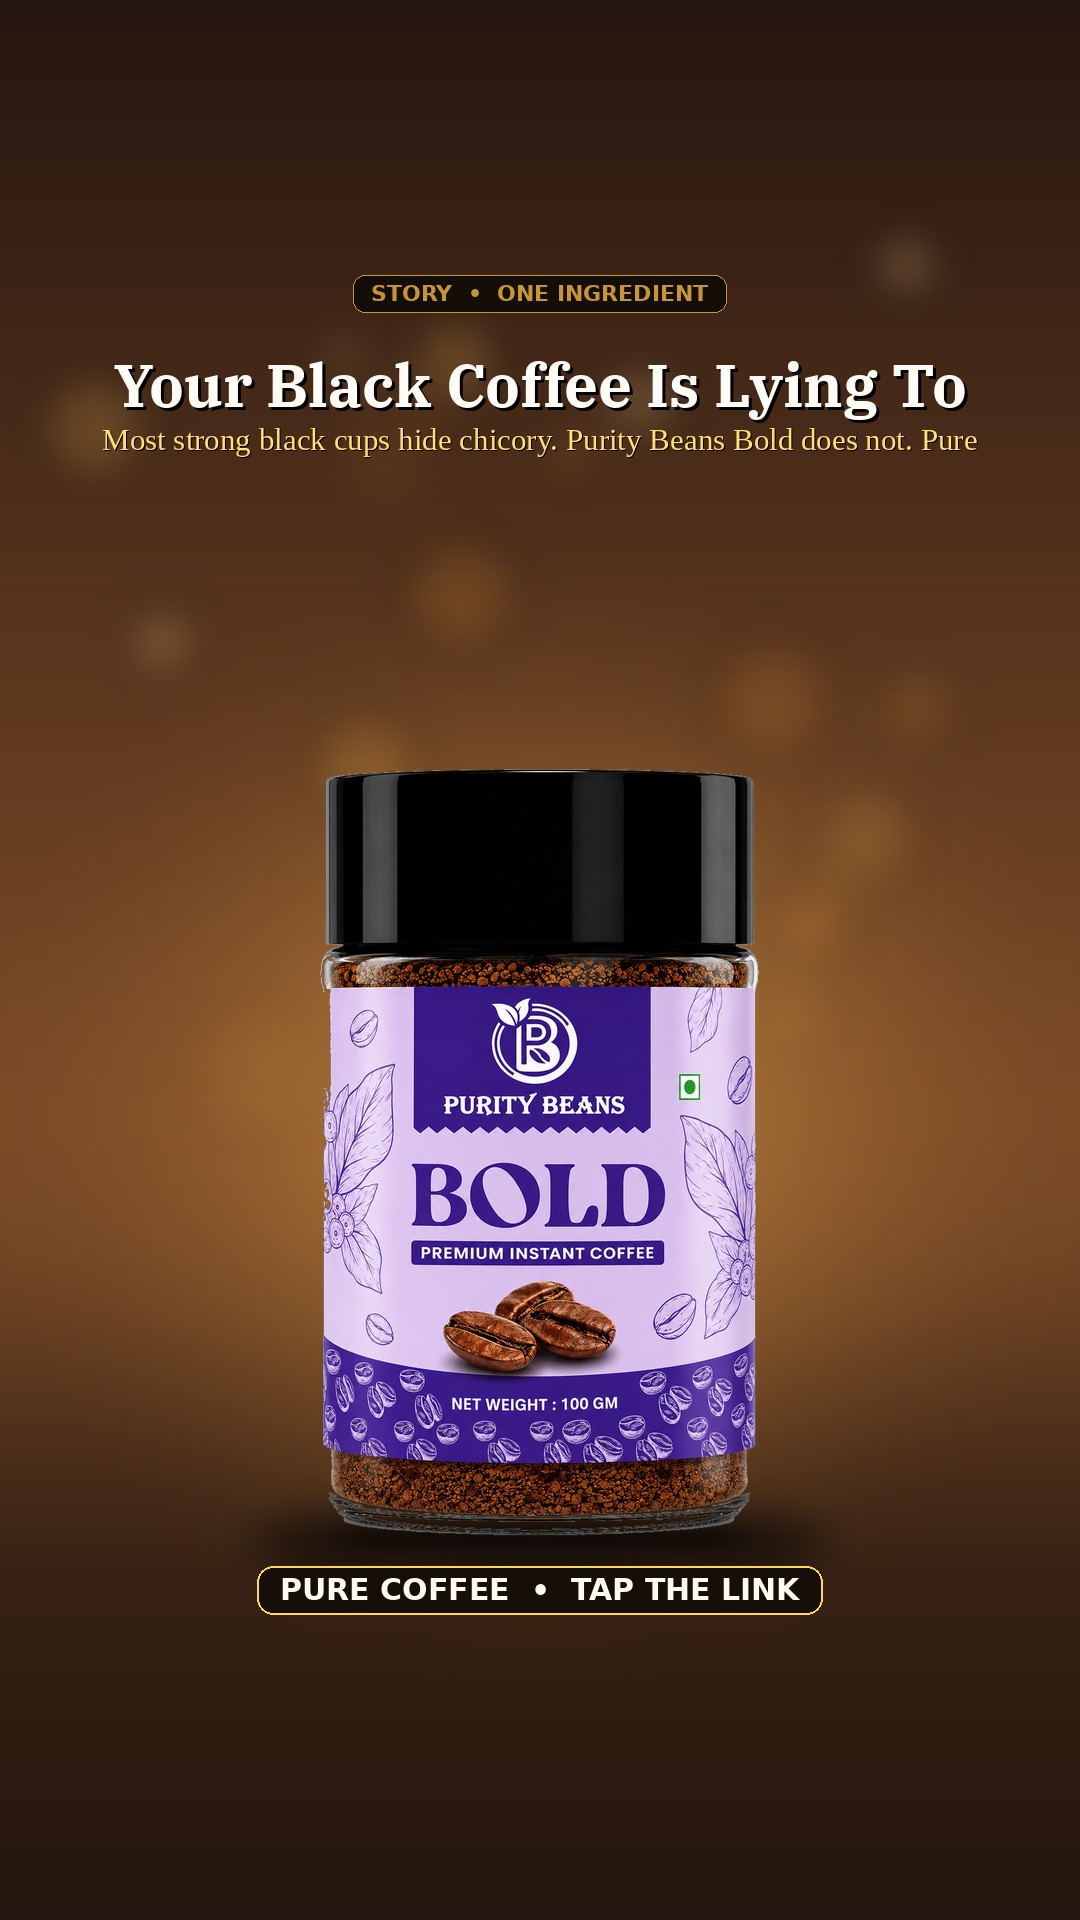 STORY • ONE INGREDIENT
Your Black Coffee Is Lying To
Most strong black cups hide chicory. Purity Beans Bold does not. Pure
PURITY BEANS
BOLD
PREMIUM INSTANT COFFEE
NET WEIGHT : 100 GM
PURE COFFEE • TAP THE LINK